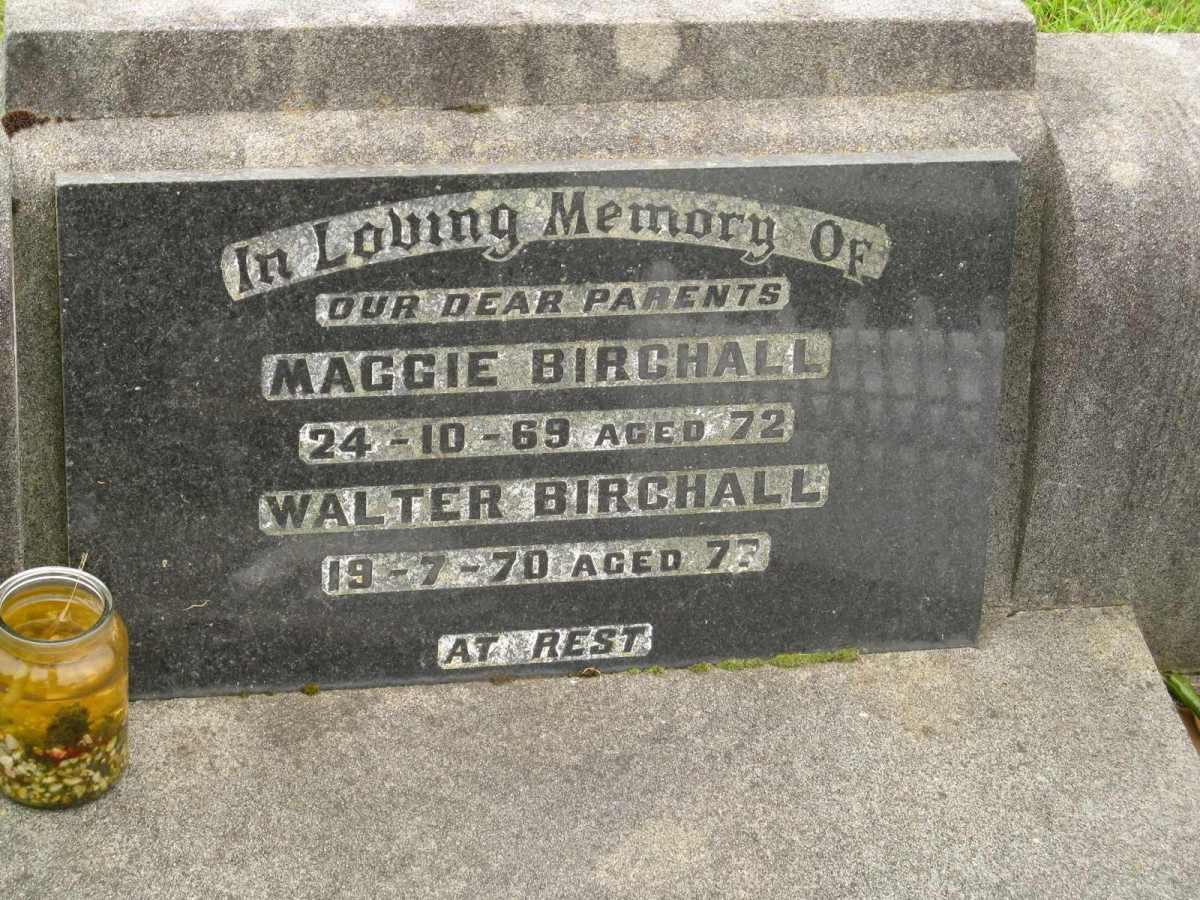 In Loving Memory Of
OUR DEAR PARENTS
MAGGIE BIRCHALL
24-10-69 AGED 72
WALTER BIRCHALL
19-7-70 AGED
AT REST